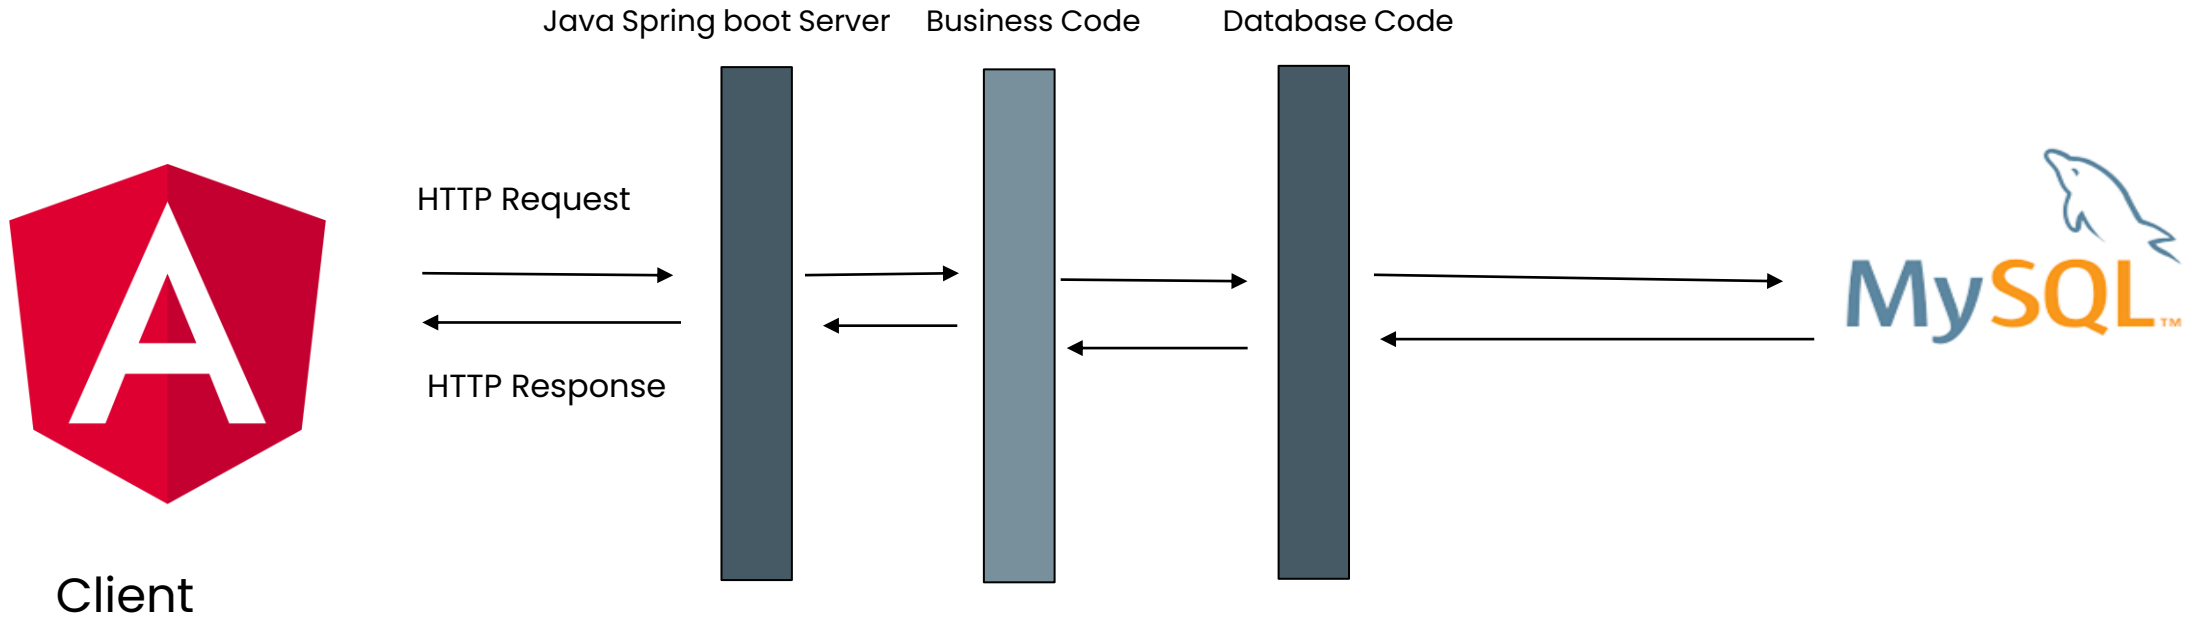 Java Spring boot Server
Business Code
Database Code
HTTP Request
HTTP Response
MySQL™
Client